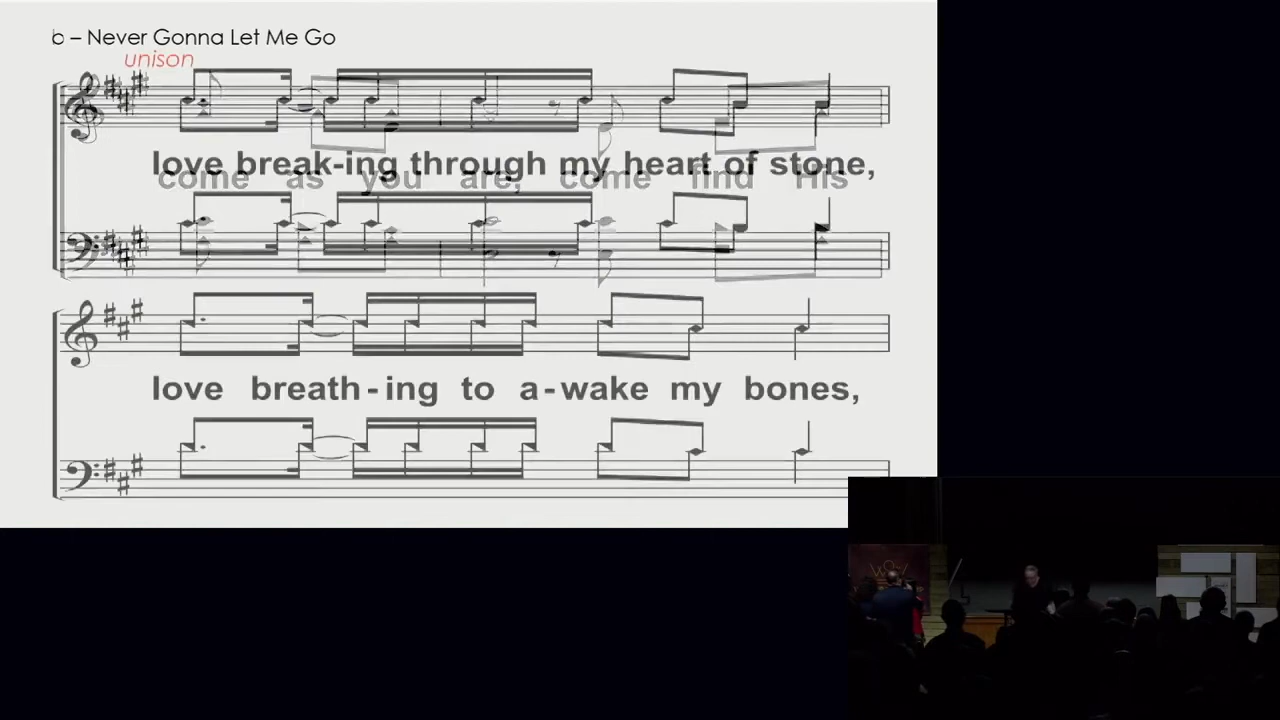 b – Never Gonna Let Me Go
unison
love break-ing through my heart of stone,
come as you are, come find His
love breath-ing to a-wake my bones,